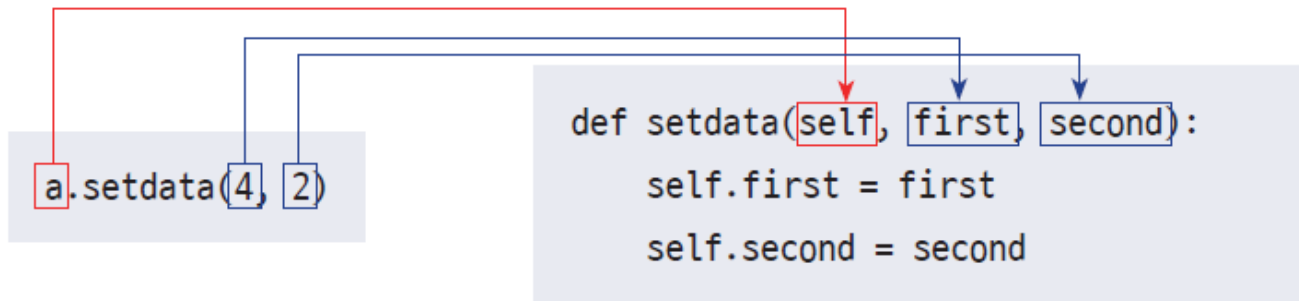 a.setdata(4, 2)
def setdata(self, first, second):
self.first = first
self.second = second